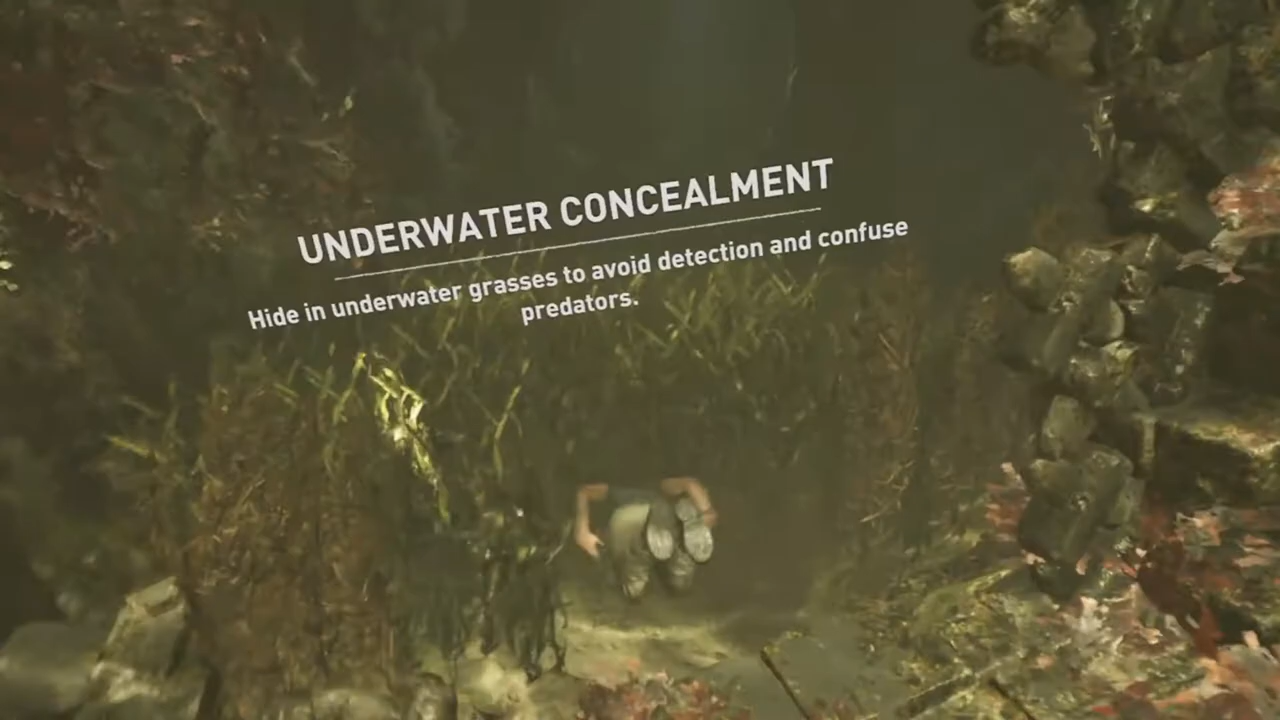 UNDERWATER CONCEALMENT
Hide in underwater grasses to avoid detection and confuse
predators.